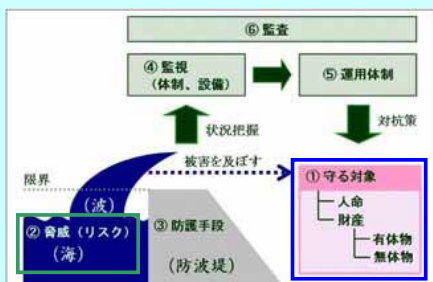 ⑥ 監査
④ 監視
(体制、設備)
⑤ 運用体制
状況把握
対抗策
被害を及ぼす
限界
(波)
② 脅威(リスク)
(海)
③ 防護手段
(防波堤)
① 守る対象
人命
財産
有体物
無体物